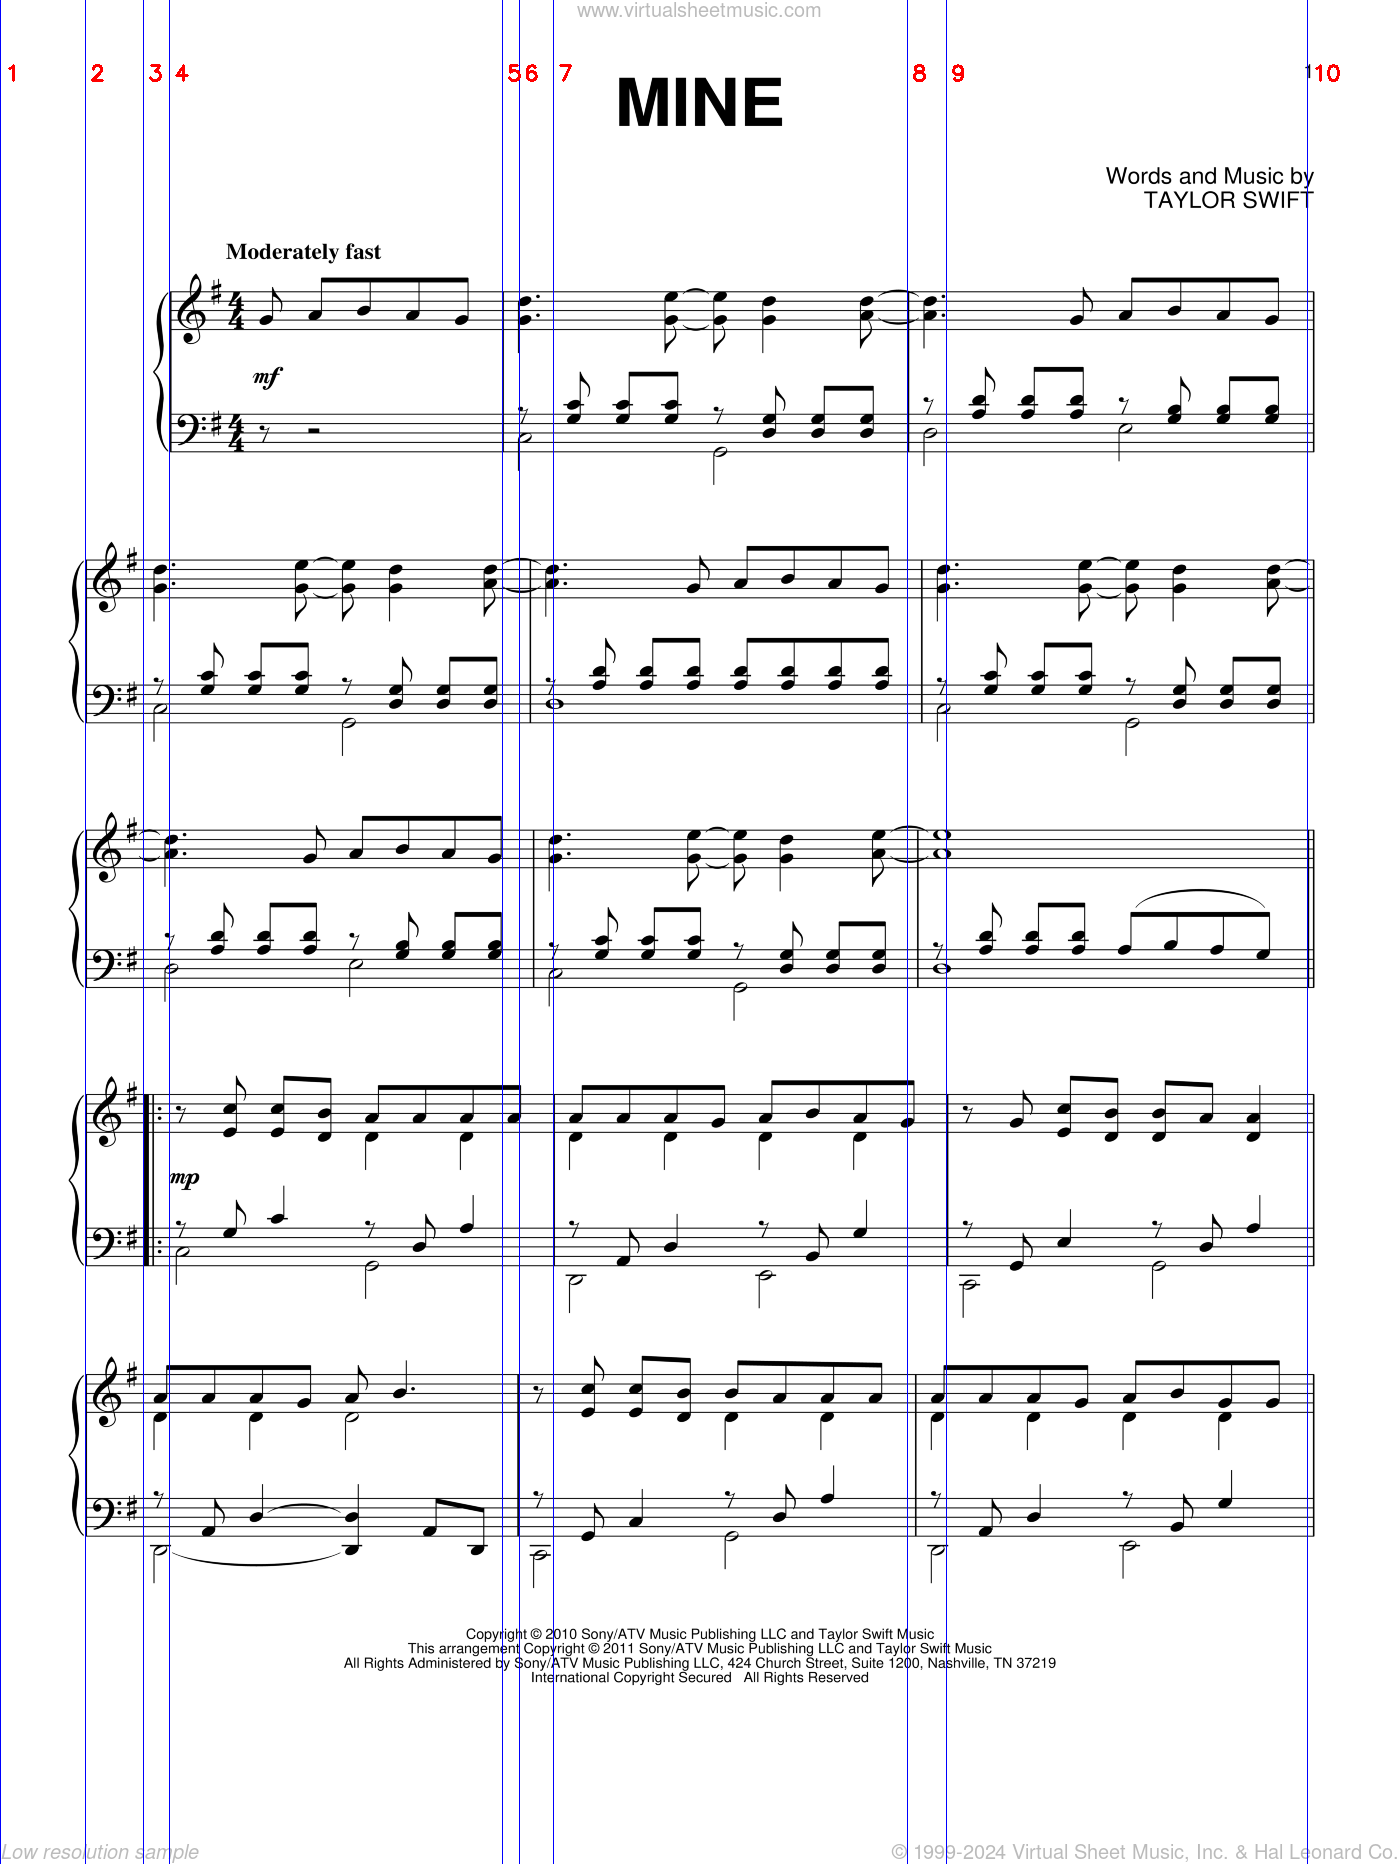 www.virtualsheetmusic.com
1 2 3 4 5 6 7 8 9 1 10
MINE
Words and Music by
TAYLOR SWIFT
Moderately fast
mf
mp
Copyright © 2010 Sony/ATV Music Publishing LLC and Taylor Swift Music
This arrangement Copyright © 2011 Sony/ATV Music Publishing LLC and Taylor Swift Music
All Rights Administered by Sony/ATV Music Publishing LLC, 424 Church Street, Suite 1200, Nashville, TN 37219
International Copyright Secured All Rights Reserved
Low resolution sample
© 1999-2024 Virtual Sheet Music, Inc. & Hal Leonard Co.